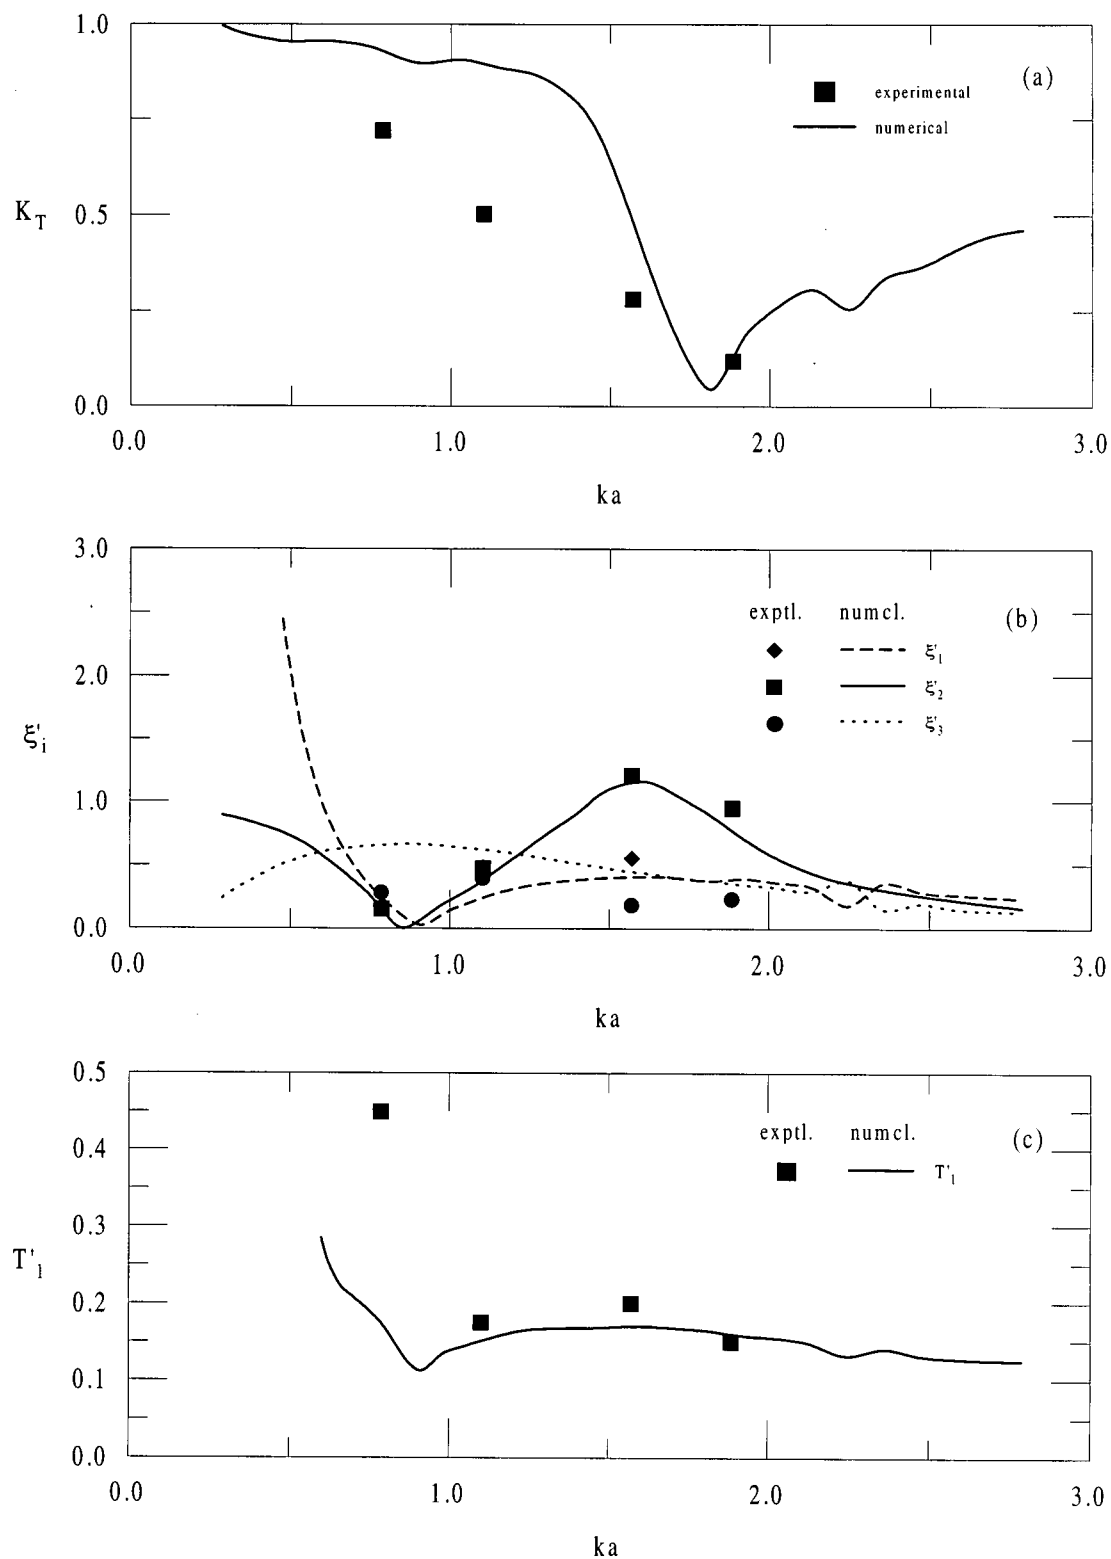 1.0
(a)
experimental
numerical
K_T
0.5
0.0
0.0 1.0 2.0 3.0
ka
3.0
(b)
exptl. numcl.
ξ'_1
2.0
ξ'_2
ξ'_3
ξ'_i
1.0
0.0
0.0 1.0 2.0 3.0
ka
0.5
exptl. numcl.
(c)
0.4
T'_1
0.3
T'_1
0.2
0.1
0.0
0.0 1.0 2.0 3.0
ka